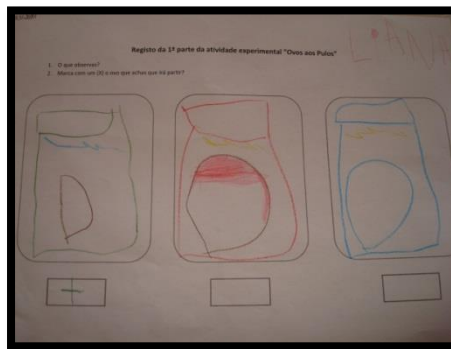 Registo da 1ª parte da atividade experimental "Ovos aos Pulos"
1. O que observas?
2. Marca com um (X) o ovo que achas que irá partir?